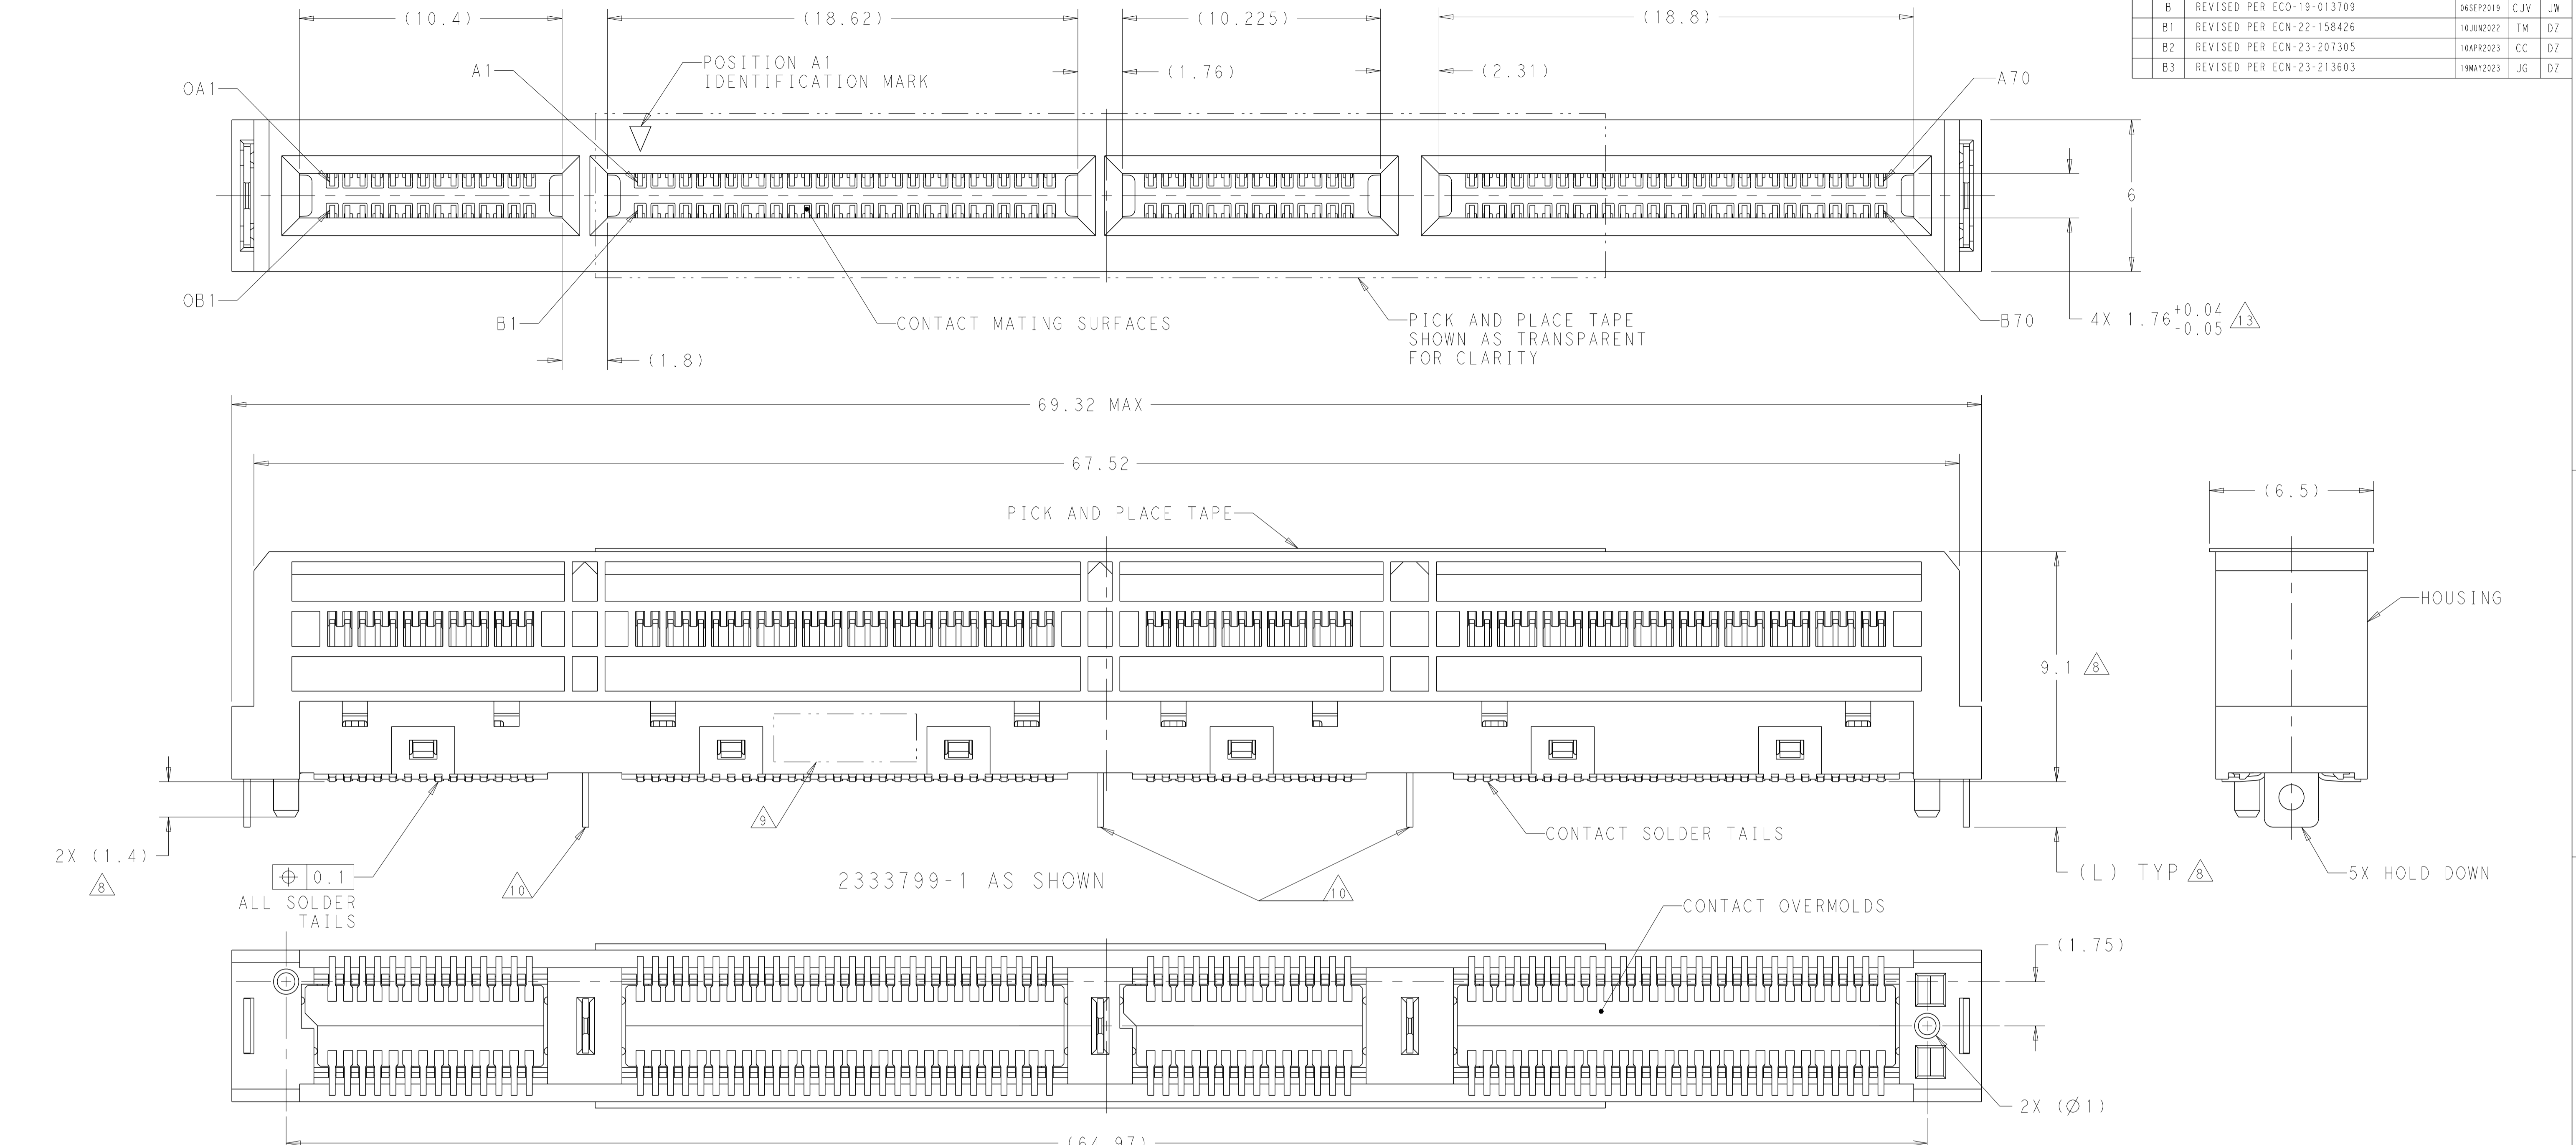 (10.4)
(18.62)
(10.225)
(18.8)
B REVISED PER ECO-19-013709 06SEP2019 CJV JW
B1 REVISED PER ECN-22-158426 10JUN2022 TM DZ
B2 REVISED PER ECN-23-207305 10APR2023 CC DZ
B3 REVISED PER ECN-23-213603 19MAY2023 JG DZ
A1
POSITION A1
IDENTIFICATION MARK
(1.76)
(2.31)
A70
OA1
6
OB1
B1
CONTACT MATING SURFACES
PICK AND PLACE TAPE
SHOWN AS TRANSPARENT
FOR CLARITY
B70
4X 1.76 +0.04 13
-0.05
(1.8)
69.32 MAX
67.52
(6.5)
PICK AND PLACE TAPE
HOUSING
9.1 8
9
CONTACT SOLDER TAILS
2X (1.4)
8
0.1
ALL SOLDER
TAILS
10
2333799-1 AS SHOWN
10
(L) TYP 8
5X HOLD DOWN
CONTACT OVERMOLDS
(1.75)
2X (Ø1)
(64.97)